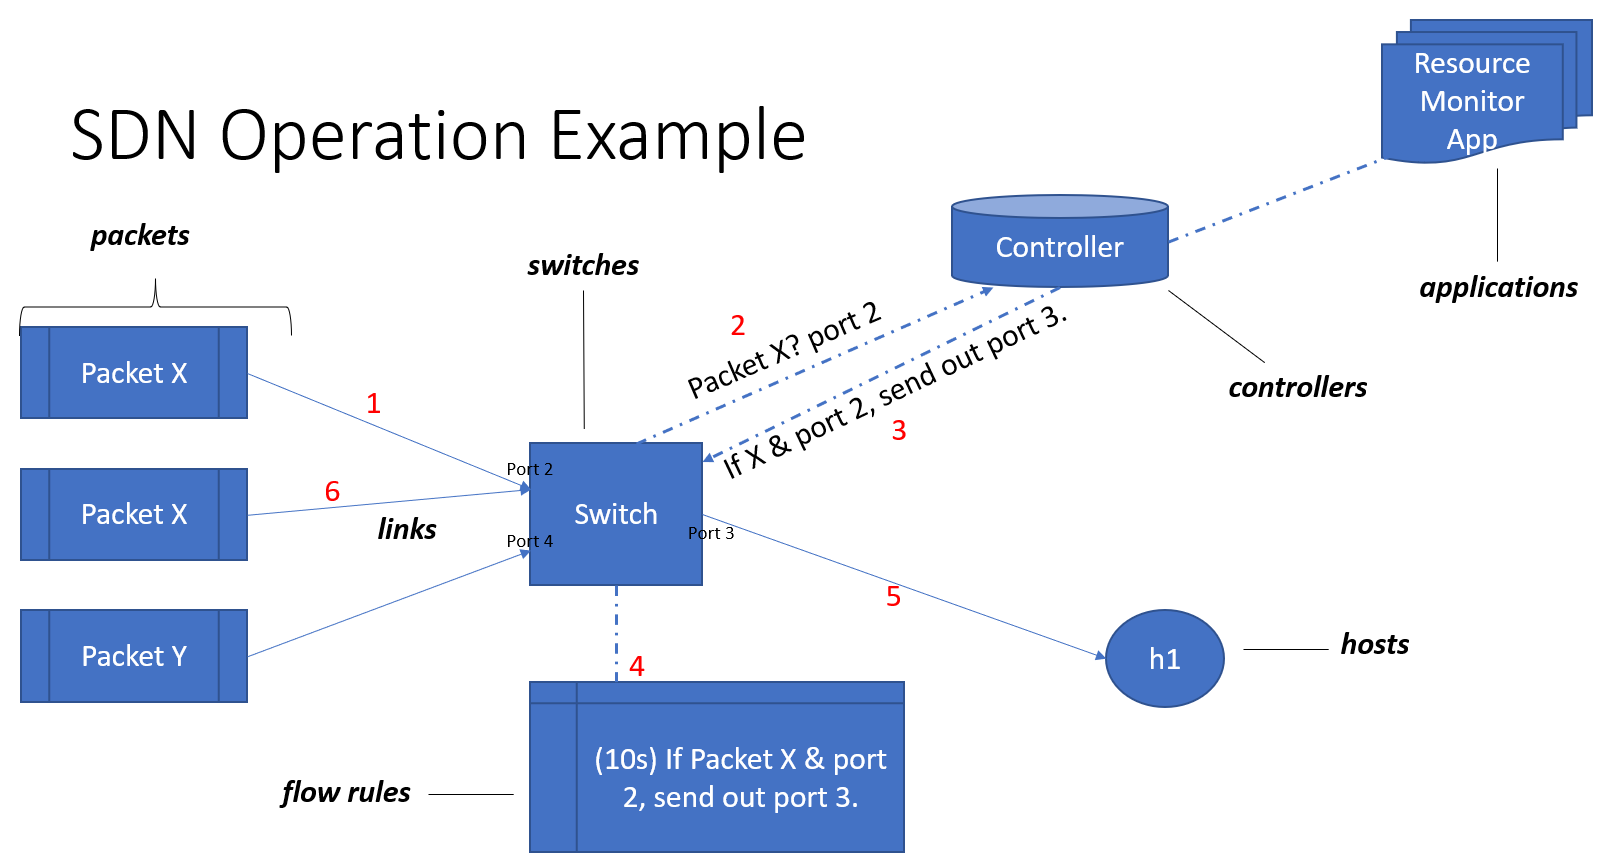 SDN Operation Example
Resource
Monitor
App
applications
Controller
controllers
packets
switches
Packet X
1
2
Packet X? port 2
If X & port 2, send out port 3.
3
Port 2
Packet X
6
links
Switch
Port 4
Port 3
5
Packet Y
h1
hosts
4
(10s) If Packet X & port
2, send out port 3.
flow rules